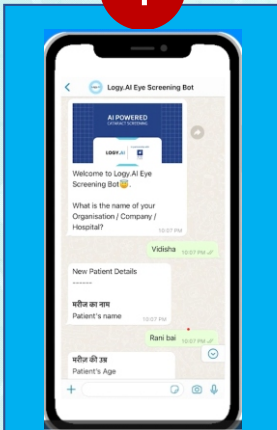 Logy.AI Eye Screening Bot
AI POWERED
CATARACT SCREENING
LOGY.AI
Welcome to Logy.AI Eye
Screening Bot😇.
What is the name of your
Organisation / Company /
Hospital?
10:07 PM
Vidisha 10:07 PM
New Patient Details
------
मरीज का नाम
Patient's name
10:07 PM
Rani bai 10:07 PM
मरीज की उम्र
Patient's Age